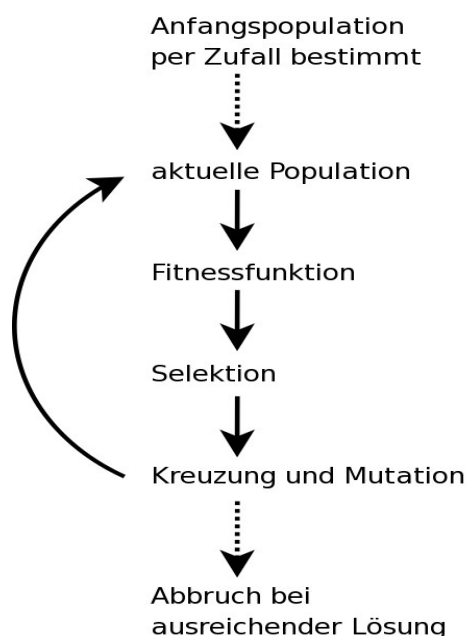 Anfangspopulation
per Zufall bestimmt
aktuelle Population
Fitnessfunktion
Selektion
Kreuzung und Mutation
Abbruch bei
ausreichender Lösung